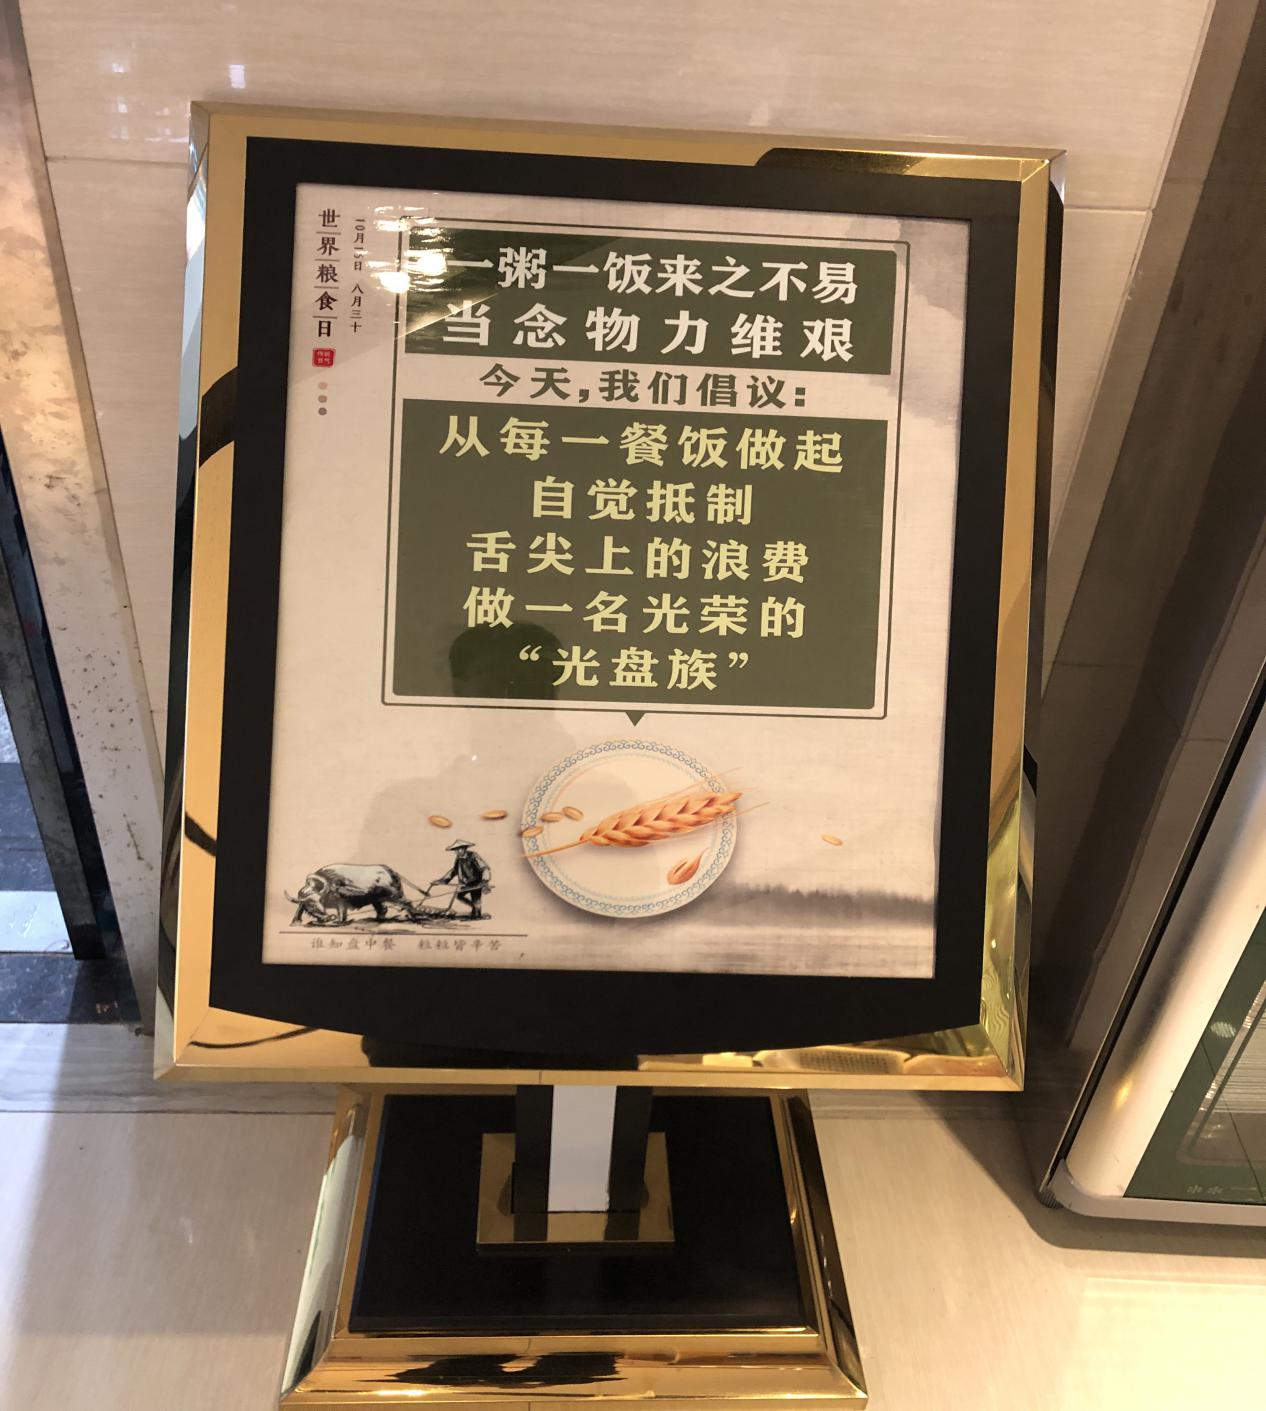 世界粮食日
10月15日 八月三十
一粥一饭来之不易
当念物力维艰
今天,我们倡议:
从每一餐饭做起
自觉抵制
舌尖上的浪费
做一名光荣的
“光盘族”
谁知盘中餐 粒粒皆辛苦